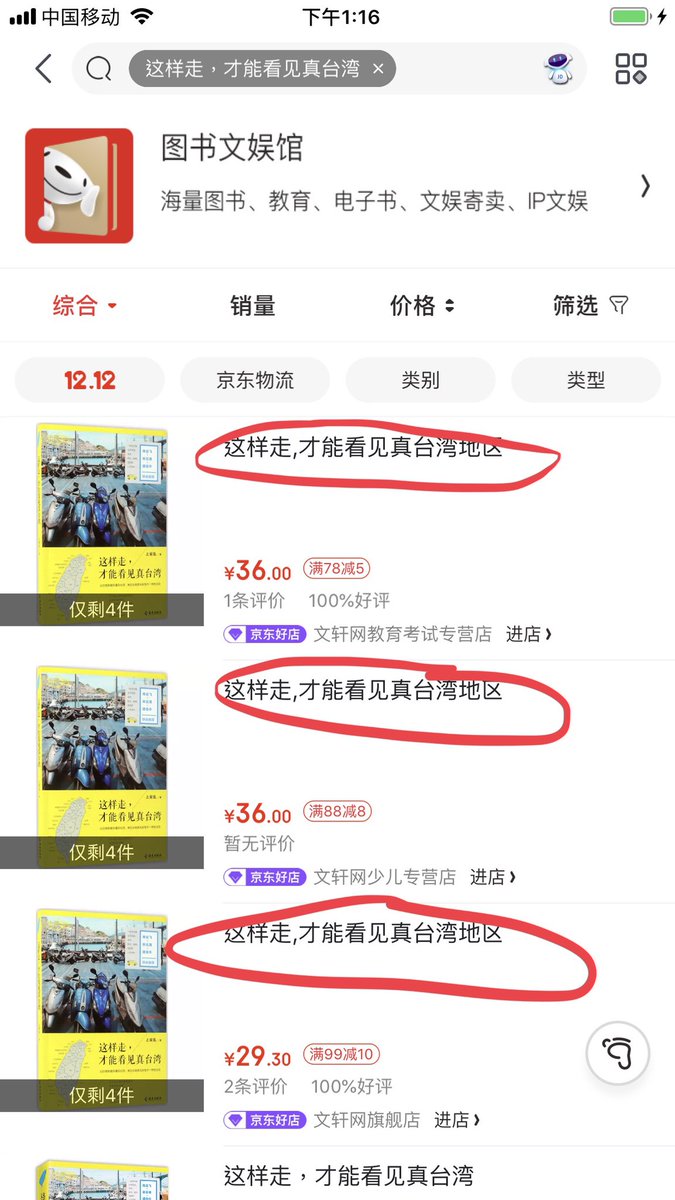 中国移动
下午1:16
这样走，才能看见真台湾 ×
图书文娱馆
海量图书、教育、电子书、文娱寄卖、IP文娱
综合
销量
价格
筛选
12.12
京东物流
类别
类型
这样走,才能看见真台湾地区
这样走，
才能看见真台湾
仅剩4件
¥36.00
满78减5
1条评价
100%好评
京东好店
文轩网教育考试专营店
进店
这样走,才能看见真台湾地区
这样走，
才能看见真台湾
仅剩4件
¥36.00
满88减8
暂无评价
京东好店
文轩网少儿专营店
进店
这样走,才能看见真台湾地区
这样走，
才能看见真台湾
仅剩4件
¥29.30
满99减10
2条评价
100%好评
京东好店
文轩网旗舰店
进店
这样走，才能看见真台湾